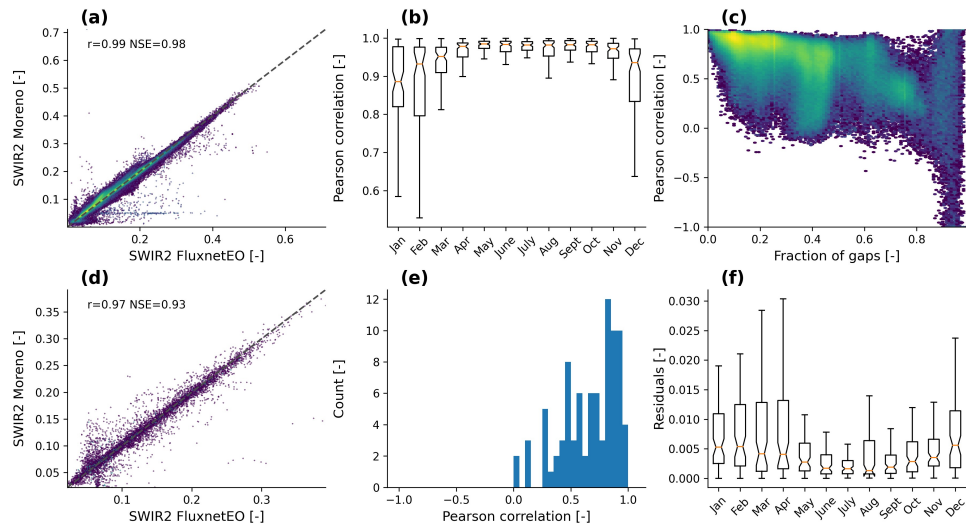 (a)
r=0.99 NSE=0.98
SWIR2 Moreno [-]
0.7
0.6
0.5
0.4
0.3
0.2
0.1
0.2 0.4 0.6
SWIR2 FluxnetEO [-]
(b)
Pearson correlation [-]
1.0
0.9
0.8
0.7
0.6
Jan Feb Mar Apr May June July Aug Sept Oct Nov Dec
(c)
Pearson correlation [-]
1.0
0.5
0.0
−0.5
−1.0
0.0 0.2 0.4 0.6 0.8
Fraction of gaps [-]
(d)
r=0.97 NSE=0.93
SWIR2 Moreno [-]
0.35
0.30
0.25
0.20
0.15
0.10
0.05
0.1 0.2 0.3
SWIR2 FluxnetEO [-]
(e)
Count [-]
12
10
8
6
4
2
0
−1.0 −0.5 0.0 0.5 1.0
Pearson correlation [-]
(f)
Residuals [-]
0.030
0.025
0.020
0.015
0.010
0.005
0.000
Jan Feb Mar Apr May June July Aug Sept Oct Nov Dec